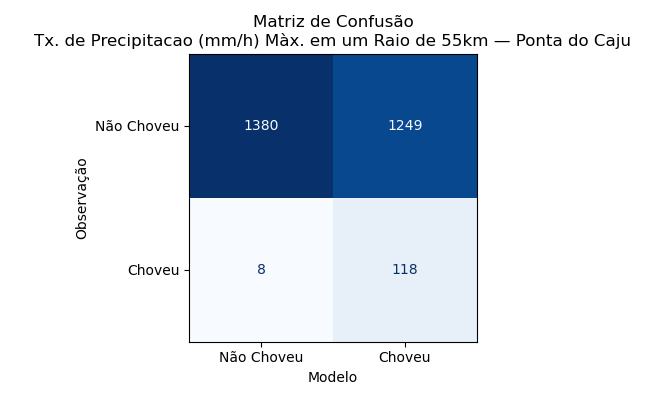 Matriz de Confusão
Tx. de Precipitacao (mm/h) Màx. em um Raio de 55km — Ponta do Caju
Não Choveu
1380
1249
Observação
Choveu
8
118
Não Choveu
Choveu
Modelo